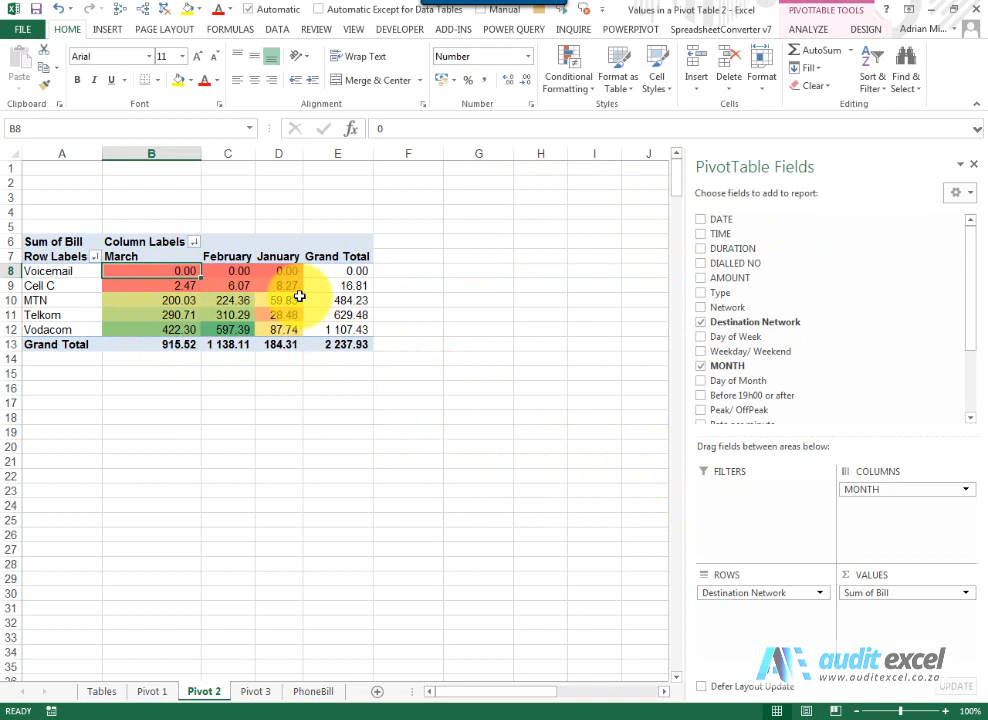 Automatic
Automatic Except for Data Tables
Manual
Values in a Pivot Table 2 - Excel
PIVOTTABLE TOOLS
FILE
HOME
INSERT
PAGE LAYOUT
FORMULAS
DATA
REVIEW
VIEW
DEVELOPER
ADD-INS
POWER QUERY
INQUIRE
POWERPIVOT
SpreadsheetConverter v7
ANALYZE
DESIGN
Adrian Mi...
Paste
Arial
11
Wrap Text
Merge & Center
Number
Conditional Formatting
Format as Table
Cell Styles
Insert
Delete
Format
AutoSum
Fill
Clear
Sort & Filter
Find & Select
Clipboard
Font
Alignment
Number
Styles
Cells
Editing
B8
fx
0
A B C D E F G H I J
1
2
3
4
5
6 Sum of Bill Column Labels
7 Row Labels March February January Grand Total
8 Voicemail 0.00 0.00 0.00 0.00
9 Cell C 2.47 6.07 8.27 16.81
10 MTN 200.03 224.36 59.83 484.23
11 Telkom 290.71 310.29 28.48 629.48
12 Vodacom 422.30 597.39 87.74 1 107.43
13 Grand Total 915.52 1 138.11 184.31 2 237.93
14
15
16
17
18
19
20
21
22
23
24
25
26
27
28
29
30
31
32
33
34
35
PivotTable Fields
Choose fields to add to report:
DATE
TIME
DURATION
DIALLED NO
AMOUNT
Type
Network
Destination Network
Day of Week
Weekday/ Weekend
MONTH
Day of Month
Before 19h00 or after
Peak/ OffPeak
Drag fields between areas below:
FILTERS
COLUMNS
MONTH
ROWS
Destination Network
VALUES
Sum of Bill
audit excel
www.auditexcel.co.za
Defer Layout Update
UPDATE
Tables
Pivot 1
Pivot 2
Pivot 3
PhoneBill
READY
100%